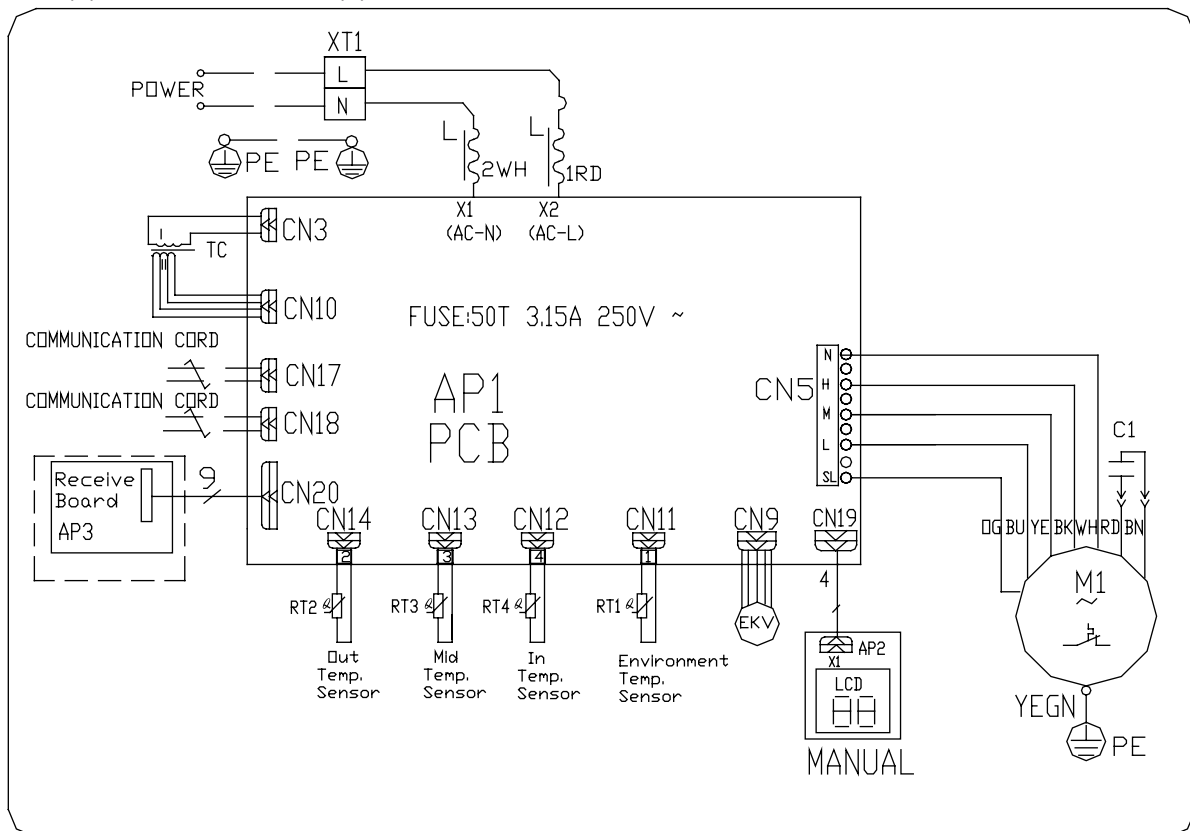 XT1
L
POWER
N
PE PE
L L
2WH 1RD
X1 X2
(AC-N) (AC-L)
CN3
I
TC
II
CN10
FUSE:50T 3.15A 250V ~
COMMUNICATION CORD
CN17
COMMUNICATION CORD
CN18
AP1
PCB
CN5
N
H
M
L
SL
C1
Receive
Board
AP3
9
CN20
CN14 CN13 CN12 CN11 CN9 CN19
2 3 4 1
OG BU YE BK WH RD BN
4
RT2 RT3 RT4 RT1
EKV
M1
~
Out
Temp.
Sensor
Mid
Temp.
Sensor
In
Temp.
Sensor
Environment
Temp.
Sensor
AP2
X1
LCD
88
MANUAL
YEGN
PE